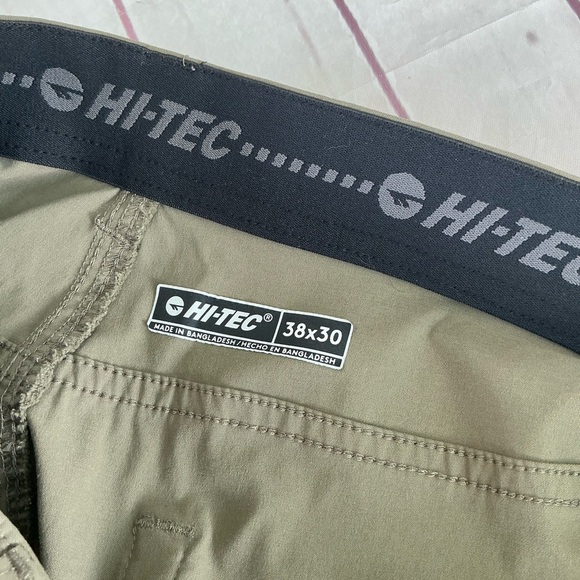 HI-TEC HI-TEC
HI-TEC® 38x30
MADE IN BANGLADESH / HECHO EN BANGLADESH